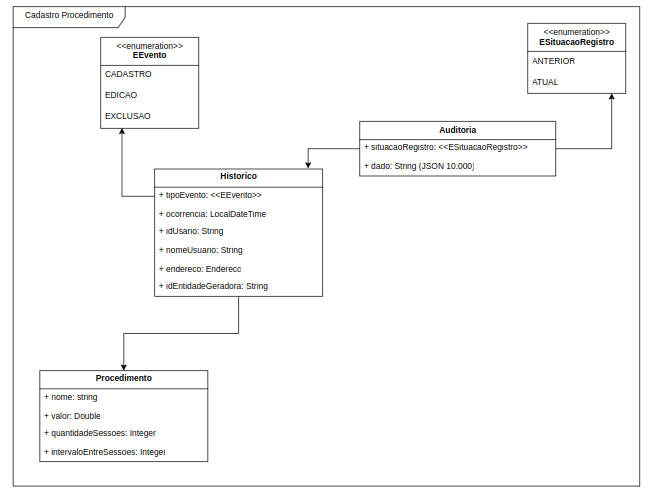 Cadastro Procedimento
<<enumeration>>
EEvento
CADASTRO
EDICAO
EXCLUSAO
<<enumeration>>
ESituacaoRegistro
ANTERIOR
ATUAL
Auditoria
+ situacaoRegistro: <<ESituacaoRegistro>>
+ dado: String (JSON 10.000)
Historico
+ tipoEvento: <<EEvento>>
+ ocorrencia: LocalDateTime
+ idUsario: String
+ nomeUsuario: String
+ endereco: Endereco
+ idEntidadeGeradora: String
Procedimento
+ nome: string
+ valor: Double
+ quantidadeSessoes: Integer
+ intervaloEntreSessoes: Integer